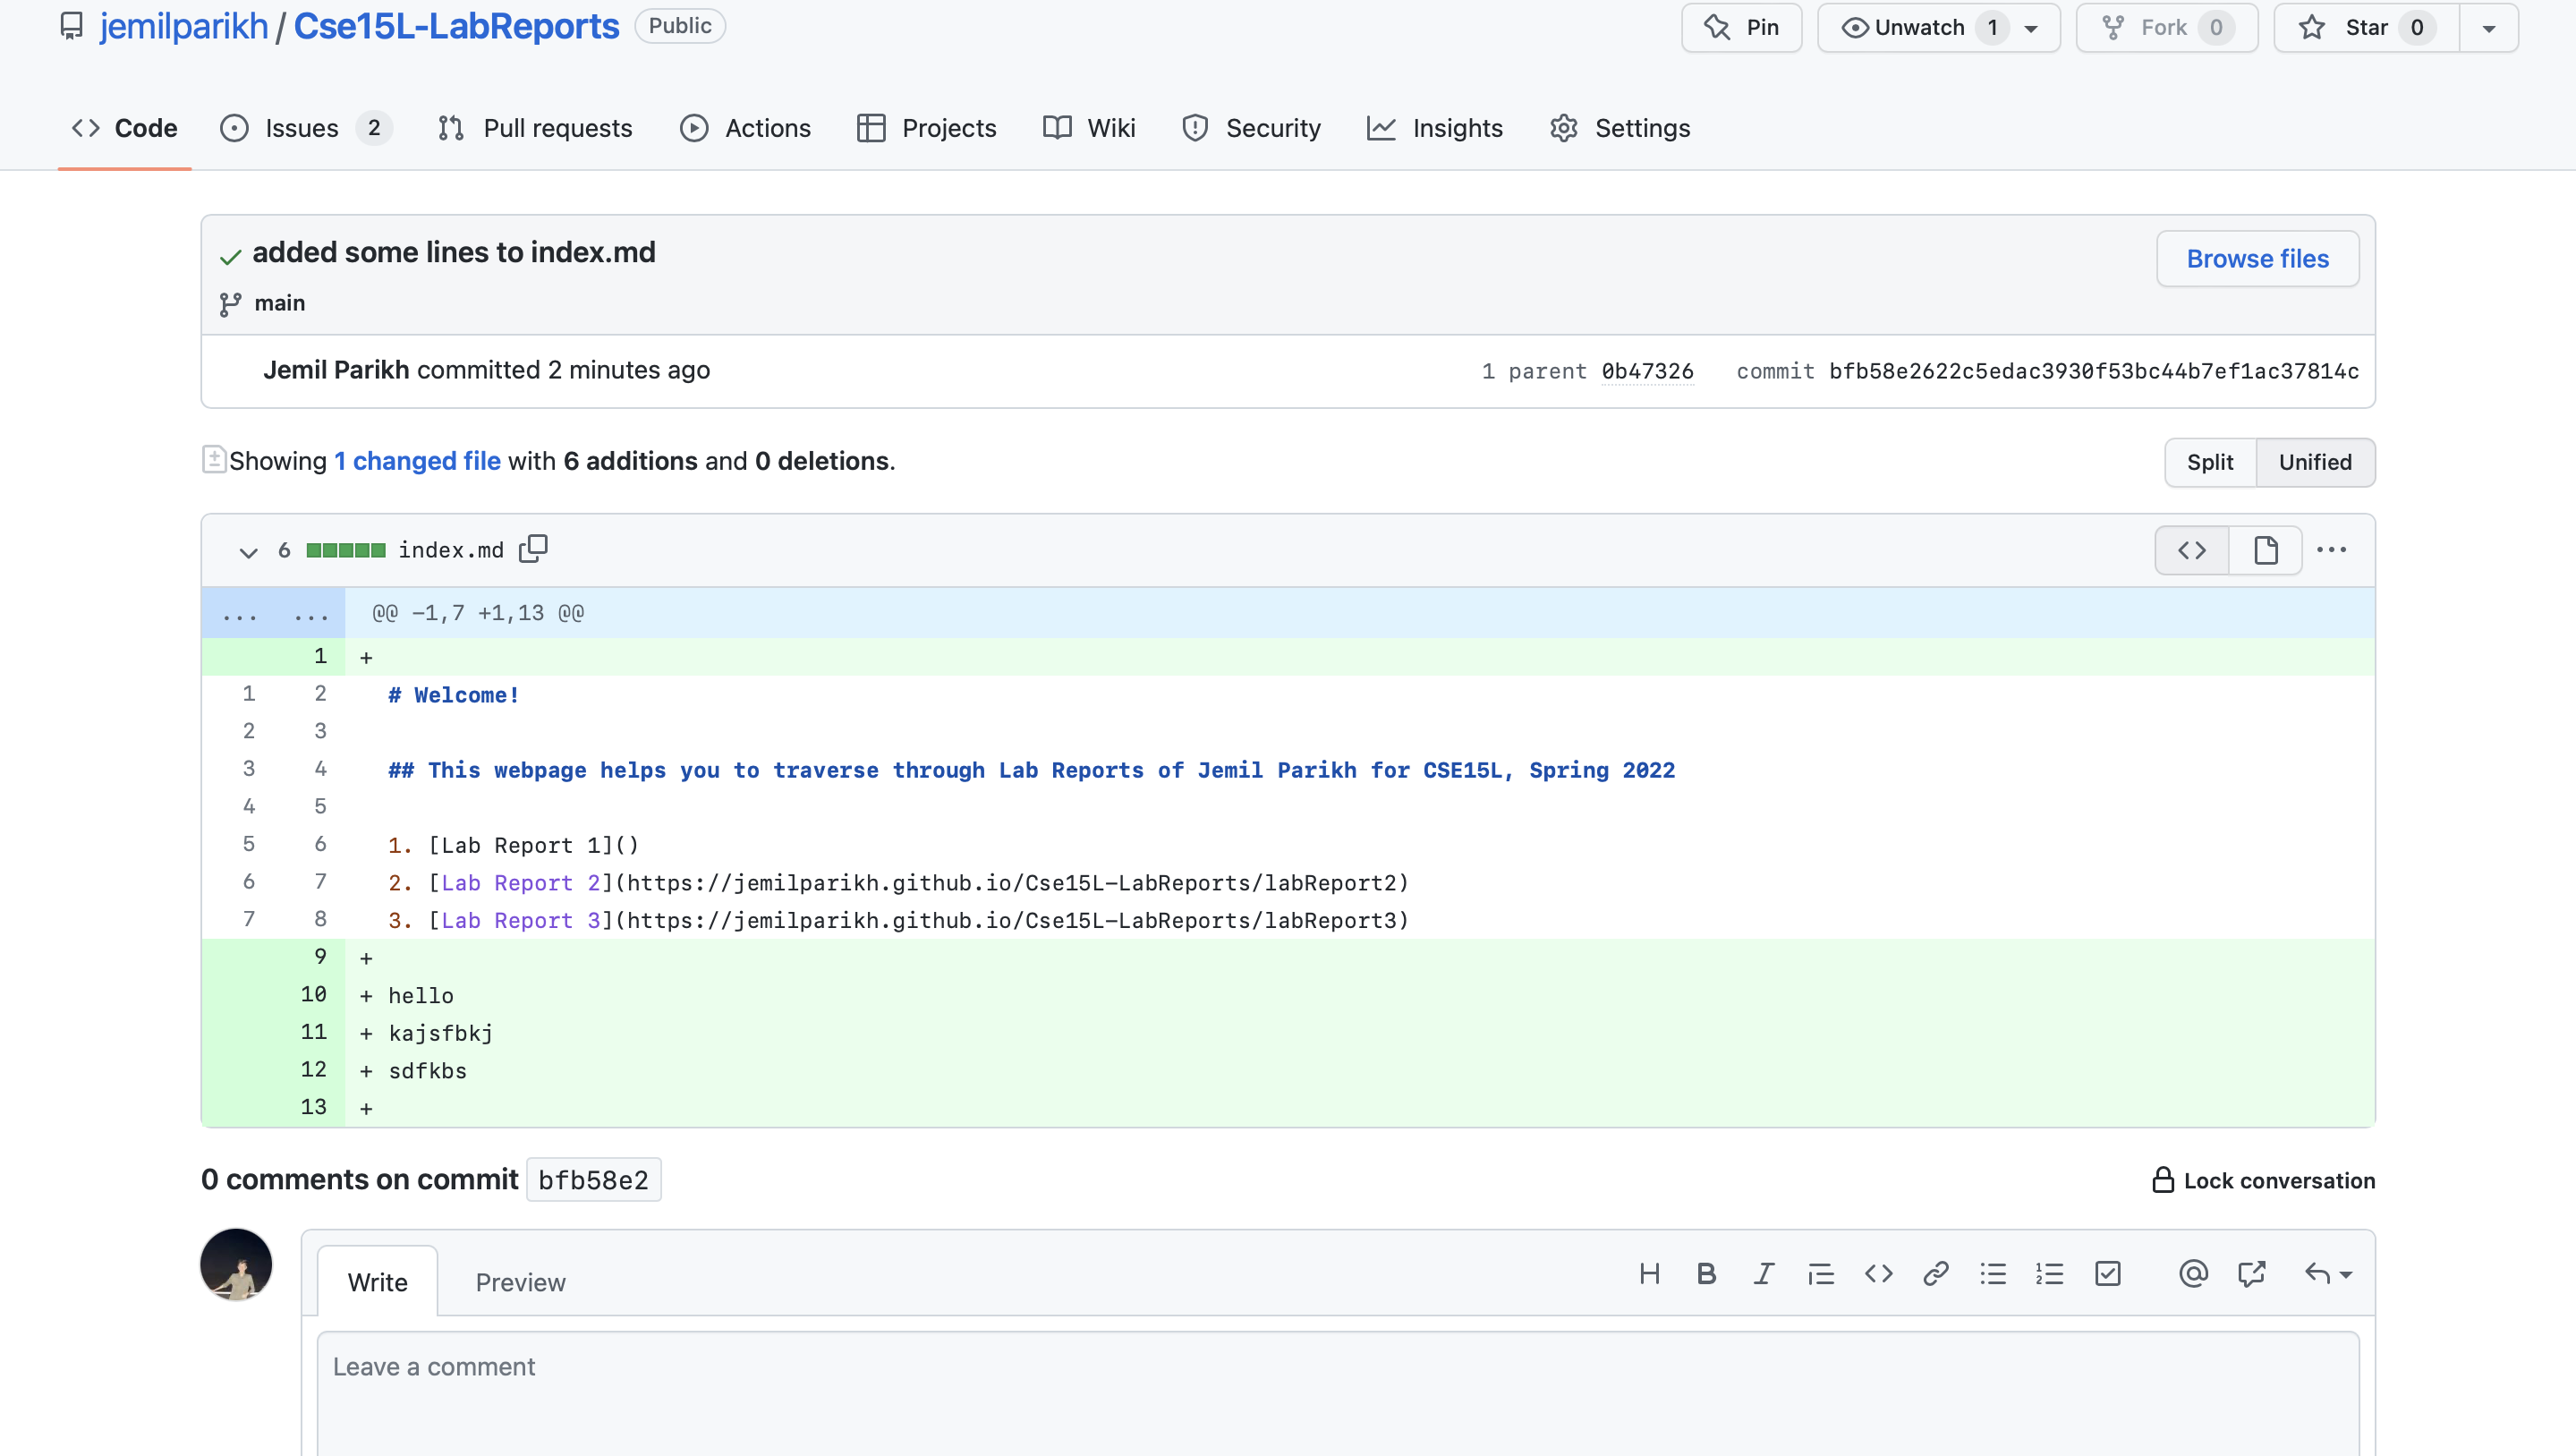 jemilparikh / Cse15L-LabReports Public Pin Unwatch 1 Fork 0 Star 0
Code Issues 2 Pull requests Actions Projects Wiki Security Insights Settings
added some lines to index.md Browse files
main
Jemil Parikh committed 2 minutes ago 1 parent 0b47326 commit bfb58e2622c5edac3930f53bc44b7ef1ac37814c
Showing 1 changed file with 6 additions and 0 deletions. Split Unified
6 index.md
... ... @@ -1,7 +1,13 @@
1 +
1 2 # Welcome!
2 3
3 4 ## This webpage helps you to traverse through Lab Reports of Jemil Parikh for CSE15L, Spring 2022
4 5
5 6 1. [Lab Report 1]()
6 7 2. [Lab Report 2](https://jemilparikh.github.io/Cse15L-LabReports/labReport2)
7 8 3. [Lab Report 3](https://jemilparikh.github.io/Cse15L-LabReports/labReport3)
9 +
10 + hello
11 + kajsfbkj
12 + sdfkbs
13 +
0 comments on commit bfb58e2 Lock conversation
Write Preview
Leave a comment